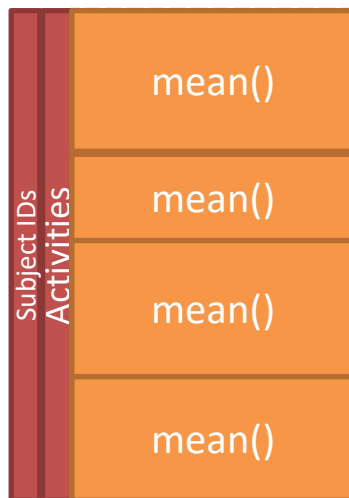 Subject IDs
Activities
mean()
mean()
mean()
mean()